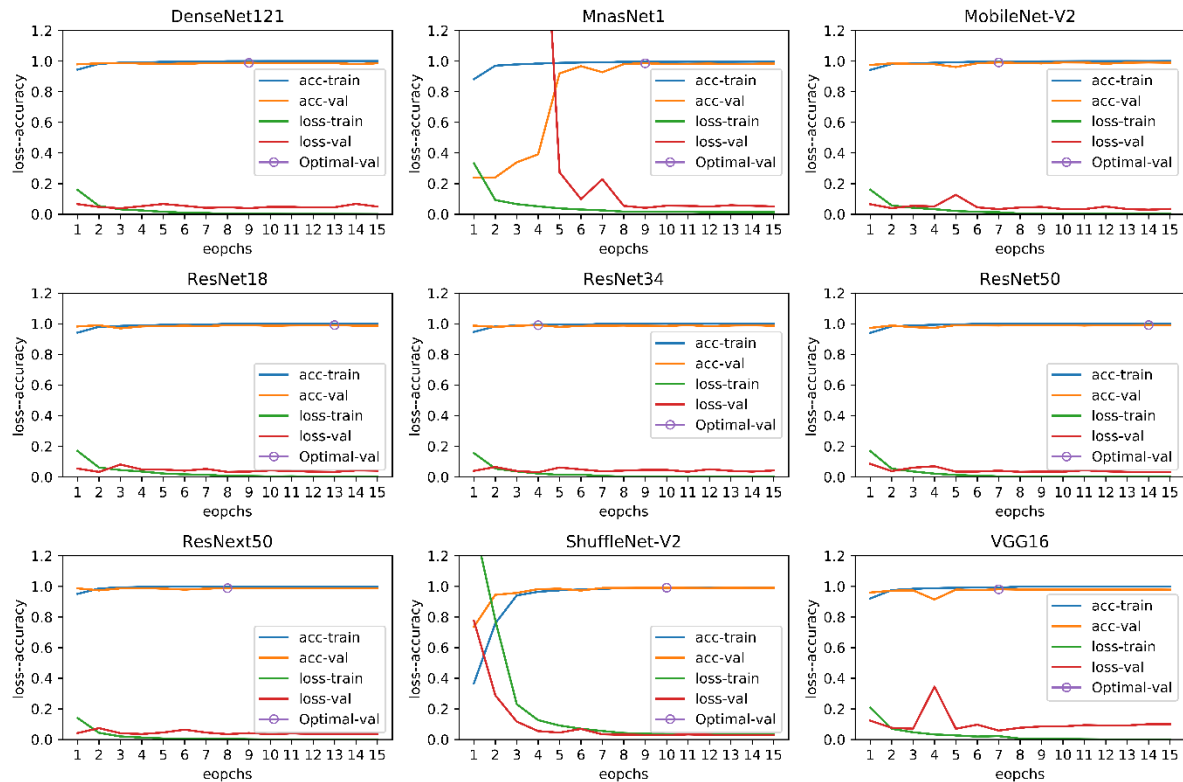 DenseNet121
MnasNet1
MobileNet-V2
loss--accuracy
1.2
1.0
0.8
0.6
0.4
0.2
0.0
acc-train
acc-val
loss-train
loss-val
Optimal-val
1 2 3 4 5 6 7 8 9 10 11 12 13 14 15
eopchs
loss--accuracy
1.2
1.0
0.8
0.6
0.4
0.2
0.0
acc-train
acc-val
loss-train
loss-val
Optimal-val
1 2 3 4 5 6 7 8 9 10 11 12 13 14 15
eopchs
loss--accuracy
1.2
1.0
0.8
0.6
0.4
0.2
0.0
acc-train
acc-val
loss-train
loss-val
Optimal-val
1 2 3 4 5 6 7 8 9 10 11 12 13 14 15
eopchs
ResNet18
ResNet34
ResNet50
loss--accuracy
1.2
1.0
0.8
0.6
0.4
0.2
0.0
acc-train
acc-val
loss-train
loss-val
Optimal-val
1 2 3 4 5 6 7 8 9 10 11 12 13 14 15
eopchs
loss--accuracy
1.2
1.0
0.8
0.6
0.4
0.2
0.0
acc-train
acc-val
loss-train
loss-val
Optimal-val
1 2 3 4 5 6 7 8 9 10 11 12 13 14 15
eopchs
loss--accuracy
1.2
1.0
0.8
0.6
0.4
0.2
0.0
acc-train
acc-val
loss-train
loss-val
Optimal-val
1 2 3 4 5 6 7 8 9 10 11 12 13 14 15
eopchs
ResNext50
ShuffleNet-V2
VGG16
loss--accuracy
1.2
1.0
0.8
0.6
0.4
0.2
0.0
acc-train
acc-val
loss-train
loss-val
Optimal-val
1 2 3 4 5 6 7 8 9 10 11 12 13 14 15
eopchs
loss--accuracy
1.2
1.0
0.8
0.6
0.4
0.2
0.0
acc-train
acc-val
loss-train
loss-val
Optimal-val
1 2 3 4 5 6 7 8 9 10 11 12 13 14 15
eopchs
loss--accuracy
1.2
1.0
0.8
0.6
0.4
0.2
0.0
acc-train
acc-val
loss-train
loss-val
Optimal-val
1 2 3 4 5 6 7 8 9 10 11 12 13 14 15
eopchs